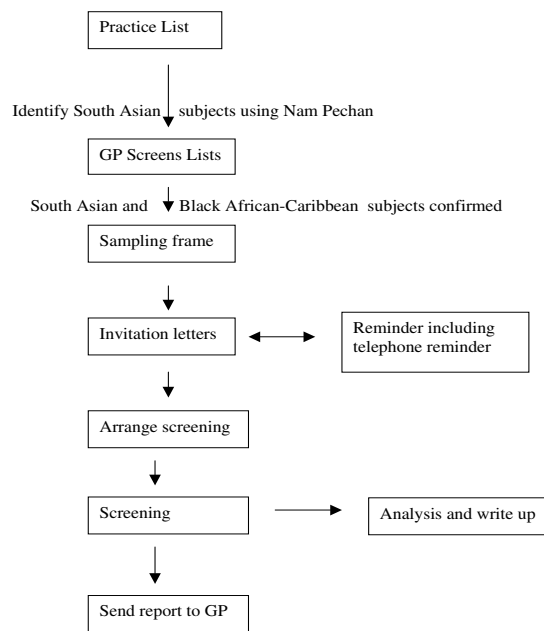 Practice List
Identify South Asian subjects using Nam Pechan
GP Screens Lists
South Asian and Black African-Caribbean subjects confirmed
Sampling frame
Invitation letters
Reminder including
telephone reminder
Arrange screening
Screening
Analysis and write up
Send report to GP